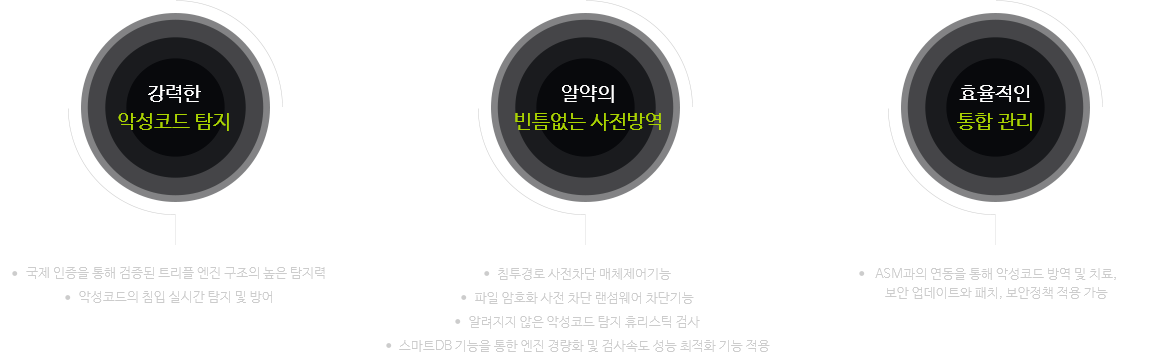 강력한
악성코드 탐지
• 국제 인증을 통해 검증된 트리플 엔진 구조의 높은 탐지력
• 악성코드의 침입 실시간 탐지 및 방어
알약의
빈틈없는 사전방역
• 침투경로 사전차단 매체제어기능
• 파일 암호화 사전 차단 랜섬웨어 차단기능
• 알려지지 않은 악성코드 탐지 휴리스틱 검사
• 스마트DB 기능을 통한 엔진 경량화 및 검사속도 성능 최적화 기능 적용
효율적인
통합 관리
• ASM과의 연동을 통해 악성코드 방역 및 치료,
보안 업데이트와 패치, 보안정책 적용 가능